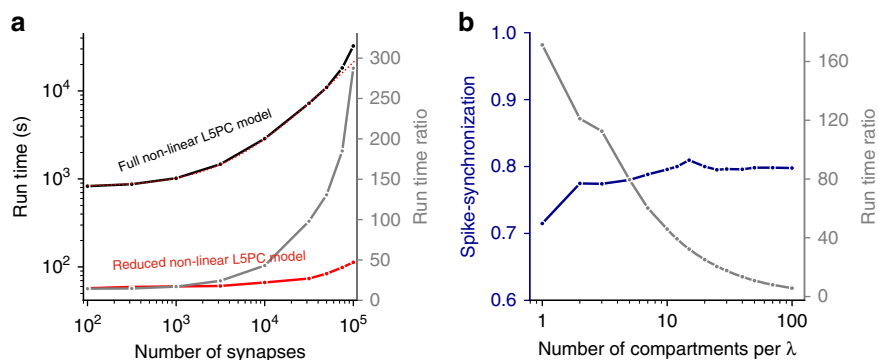 a
Run time (s)
10^4
10^3
10^2
Full non-linear L5PC model
Reduced non-linear L5PC model
300
250
200
150
100
50
0
Run time ratio
10^2
10^3
10^4
10^5
Number of synapses
b
Spike-synchronization
1.0
0.9
0.8
0.7
0.6
160
120
80
40
0
Run time ratio
1
10
100
Number of compartments per λ